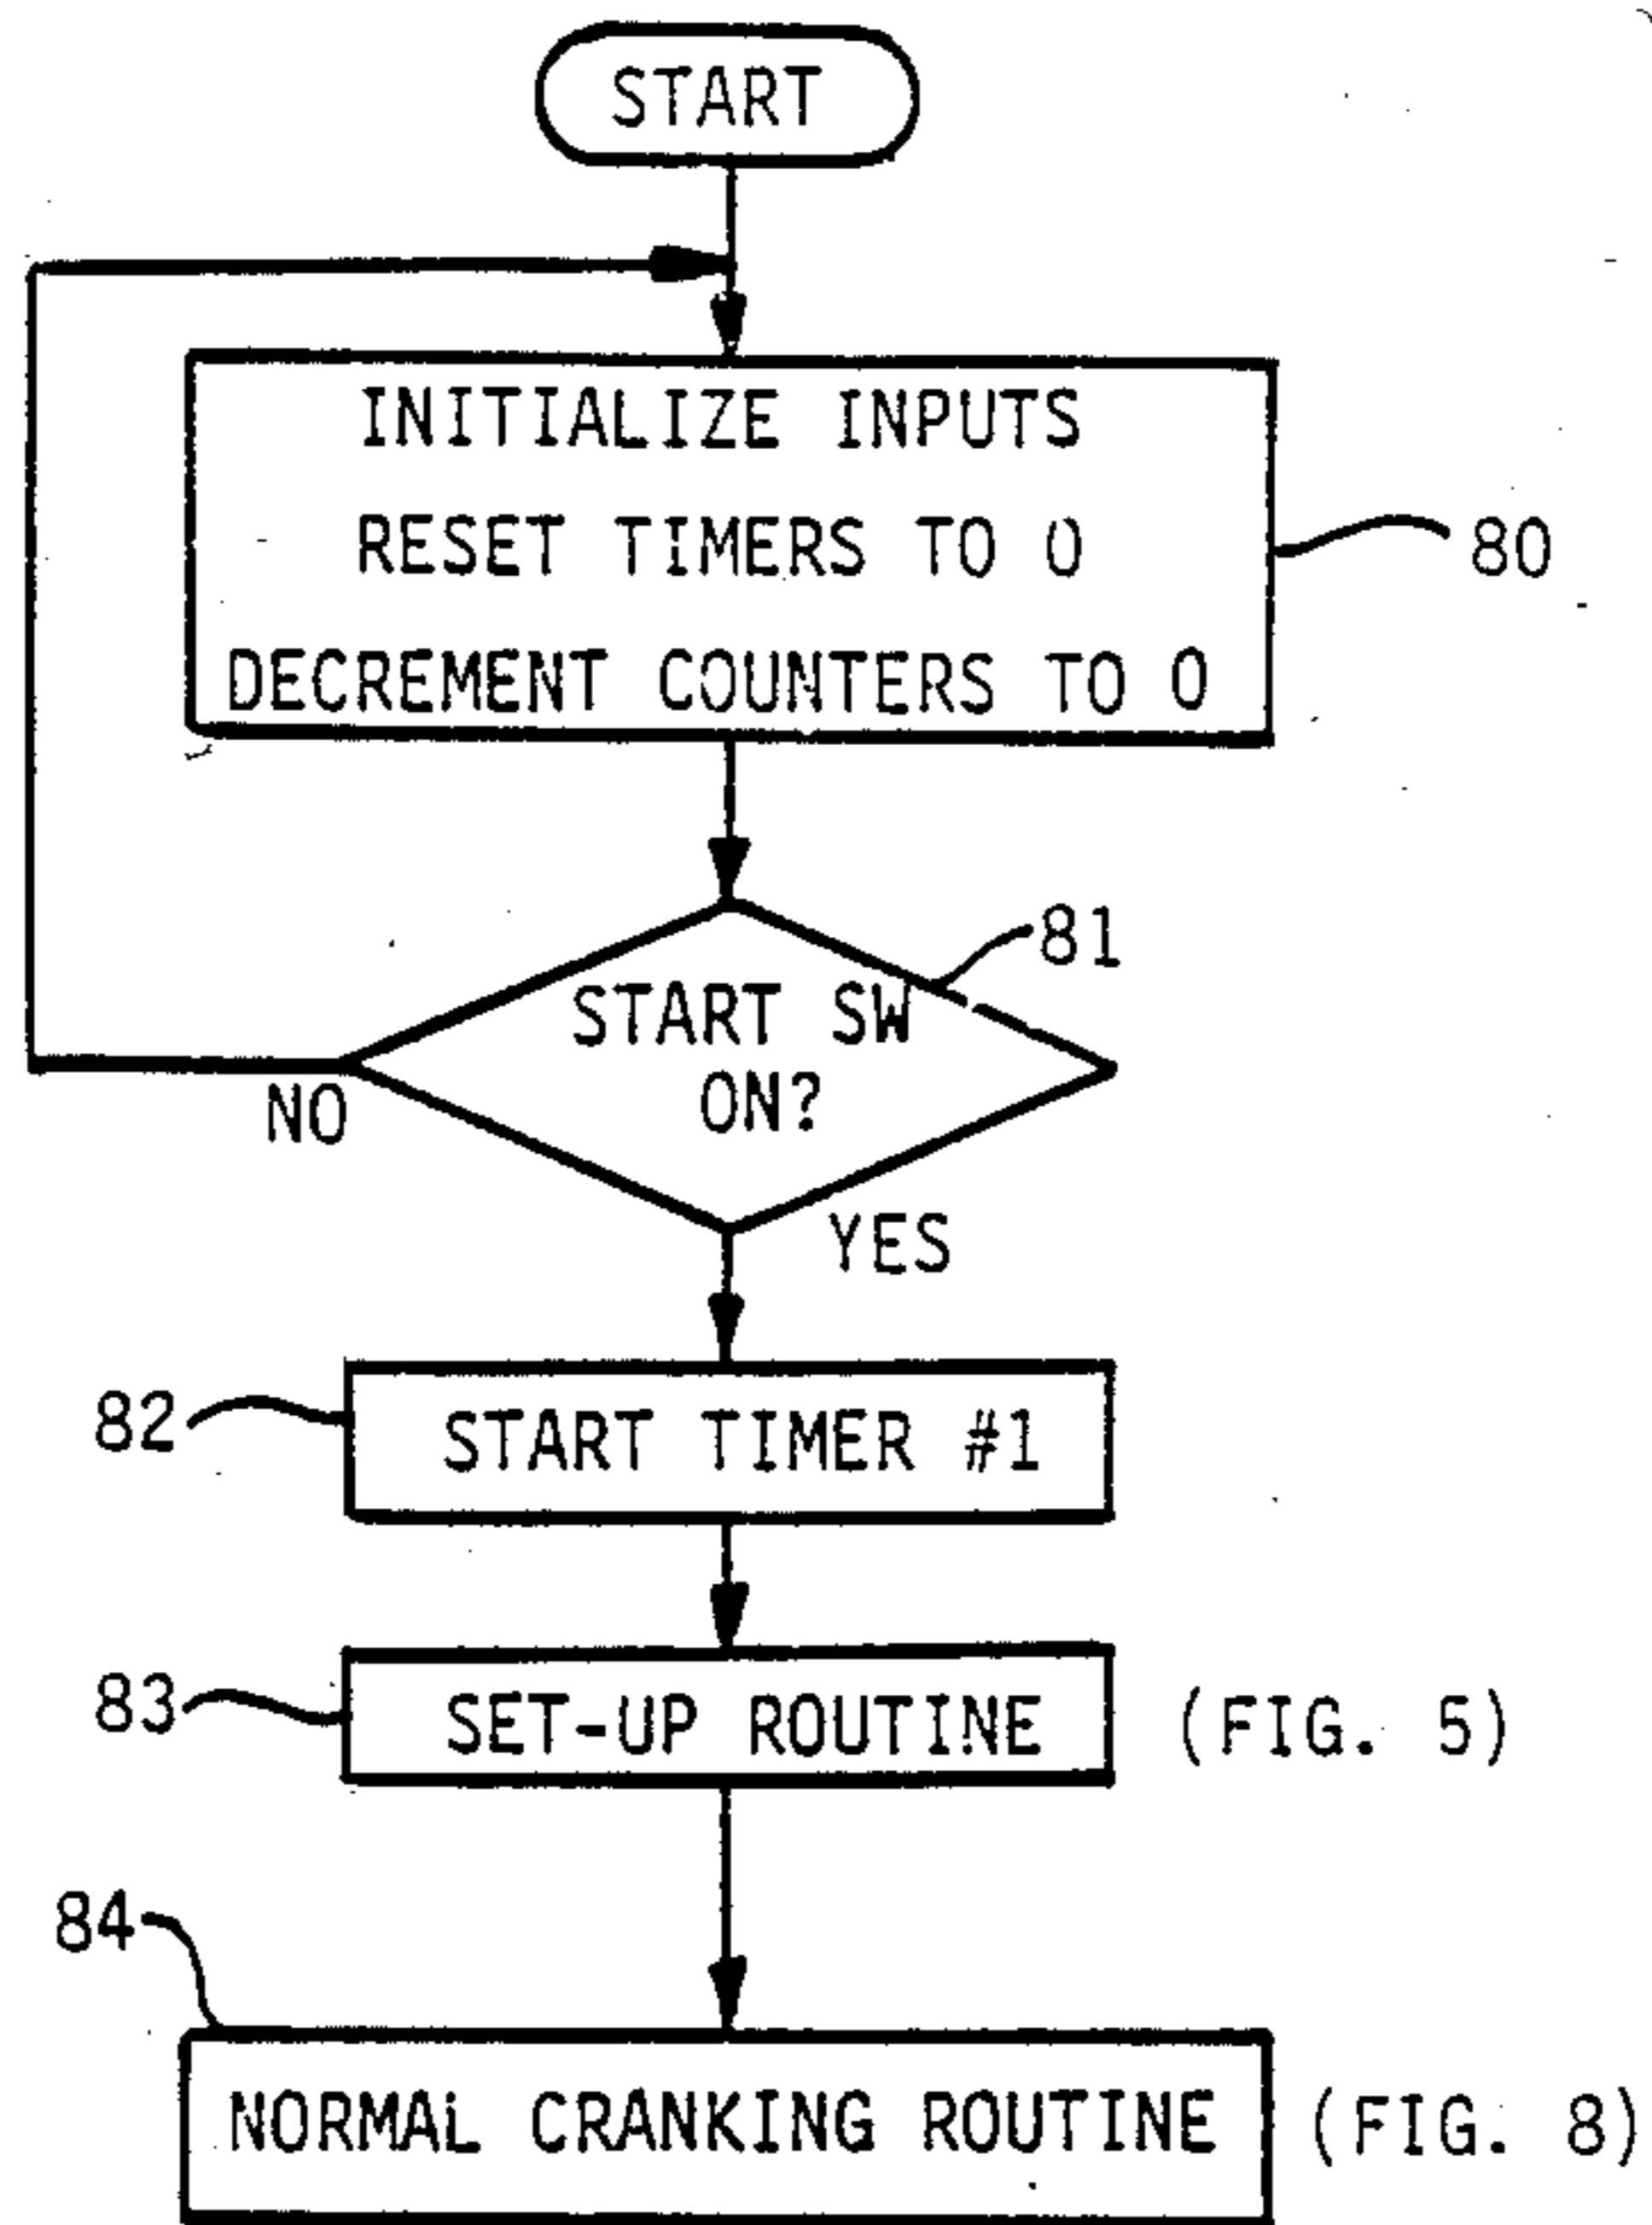 START
INITIALIZE INPUTS
RESET TIMERS TO 0
DECREMENT COUNTERS TO 0
80
81
START SW
ON?
NO
YES
82
START TIMER #1
83
SET-UP ROUTINE (FIG. 5)
84
NORMAL CRANKING ROUTINE (FIG. 8)